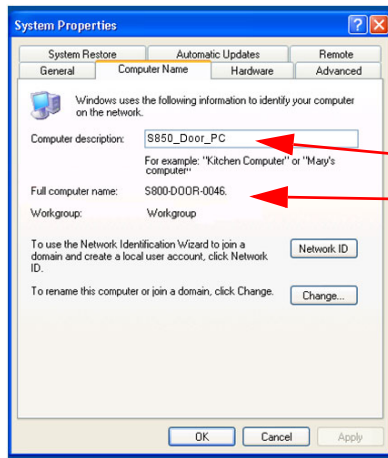 System Properties
System Restore Automatic Updates Remote
General Computer Name Hardware Advanced
Windows uses the following information to identify your computer
on the network.
Computer description: S850_Door_PC
For example: "Kitchen Computer" or "Mary's
computer"
Full computer name: S800-DOOR-0046.
Workgroup: Workgroup
To use the Network Identification Wizard to join a
domain and create a local user account, click Network
ID.
Network ID
To rename this computer or join a domain, click Change.
Change...
OK Cancel Apply